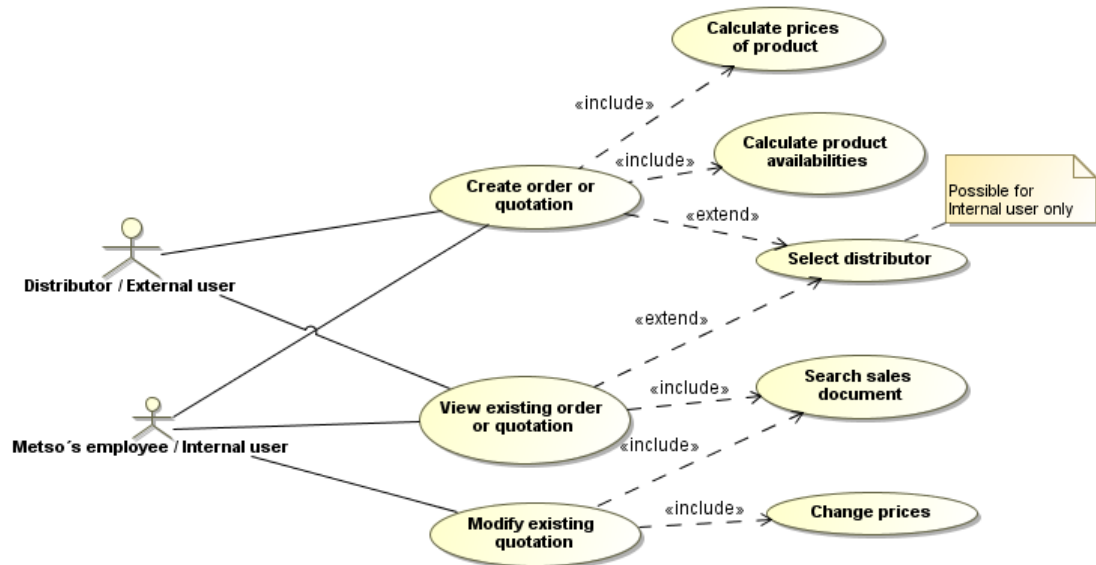 Calculate prices
of product
«include»
«include»
Calculate product
availabilities
Create order or
quotation
Possible for
Internal user only
«extend»
Select distributor
Distributor / External user
«extend»
Search sales
document
«include»
View existing order
or quotation
Metso´s employee / Internal user
«include»
Modify existing
quotation
«include»
Change prices